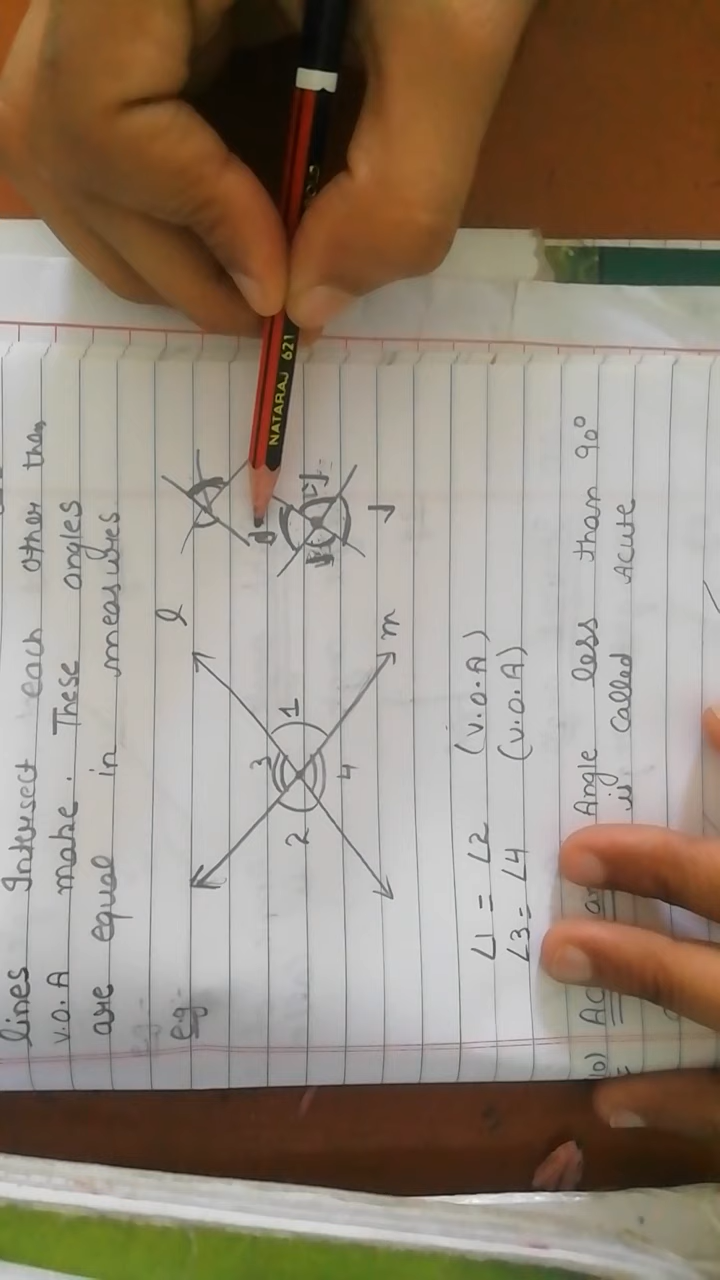 lines Intersect each other then
V.O.A make. These angles
are equal in measures
eg-
l
3
1
2
4
m
∠1 = ∠2 (V.O.A)
∠3 = ∠4 (V.O.A)
10) Angle less than 90°
is called Acute
NATARAJ 621